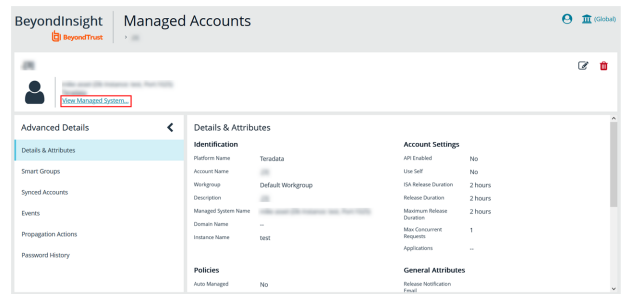 BeyondInsight
BeyondTrust
Managed Accounts
(Global)
View Managed System...
Advanced Details
Details & Attributes
Smart Groups
Synced Accounts
Events
Propagation Actions
Password History
Details & Attributes
Identification
Platform Name Teradata
Account Name
Workgroup Default Workgroup
Description
Managed System Name
Domain Name --
Instance Name test
Policies
Auto Managed No
Account Settings
API Enabled No
Use Self No
ISA Release Duration 2 hours
Release Duration 2 hours
Maximum Release 2 hours
Duration
Max Concurrent 1
Requests
Applications --
General Attributes
Release Notification
Email